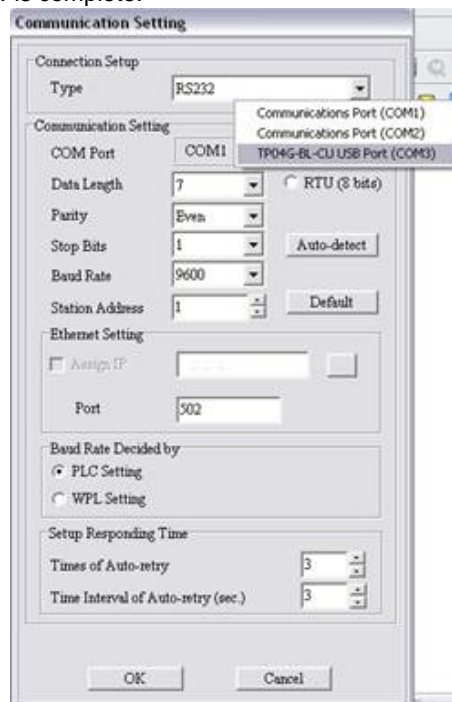 Communication Setting
Connection Setup
Type RS232
Communications Port (COM1)
Communication Setting
Communications Port (COM2)
COM Port COM1
TP04G-BL-CU USB Port (COM3)
Data Length 7 RTU (8 bits)
Parity Even
Stop Bits 1 Auto-detect
Baud Rate 9600
Station Address 1 Default
Ethernet Setting
Assign IP
Port 502
Baud Rate Decided by
PLC Setting
WPL Setting
Setup Responding Time
Times of Auto-retry 3
Time Interval of Auto-retry (sec.) 3
OK Cancel